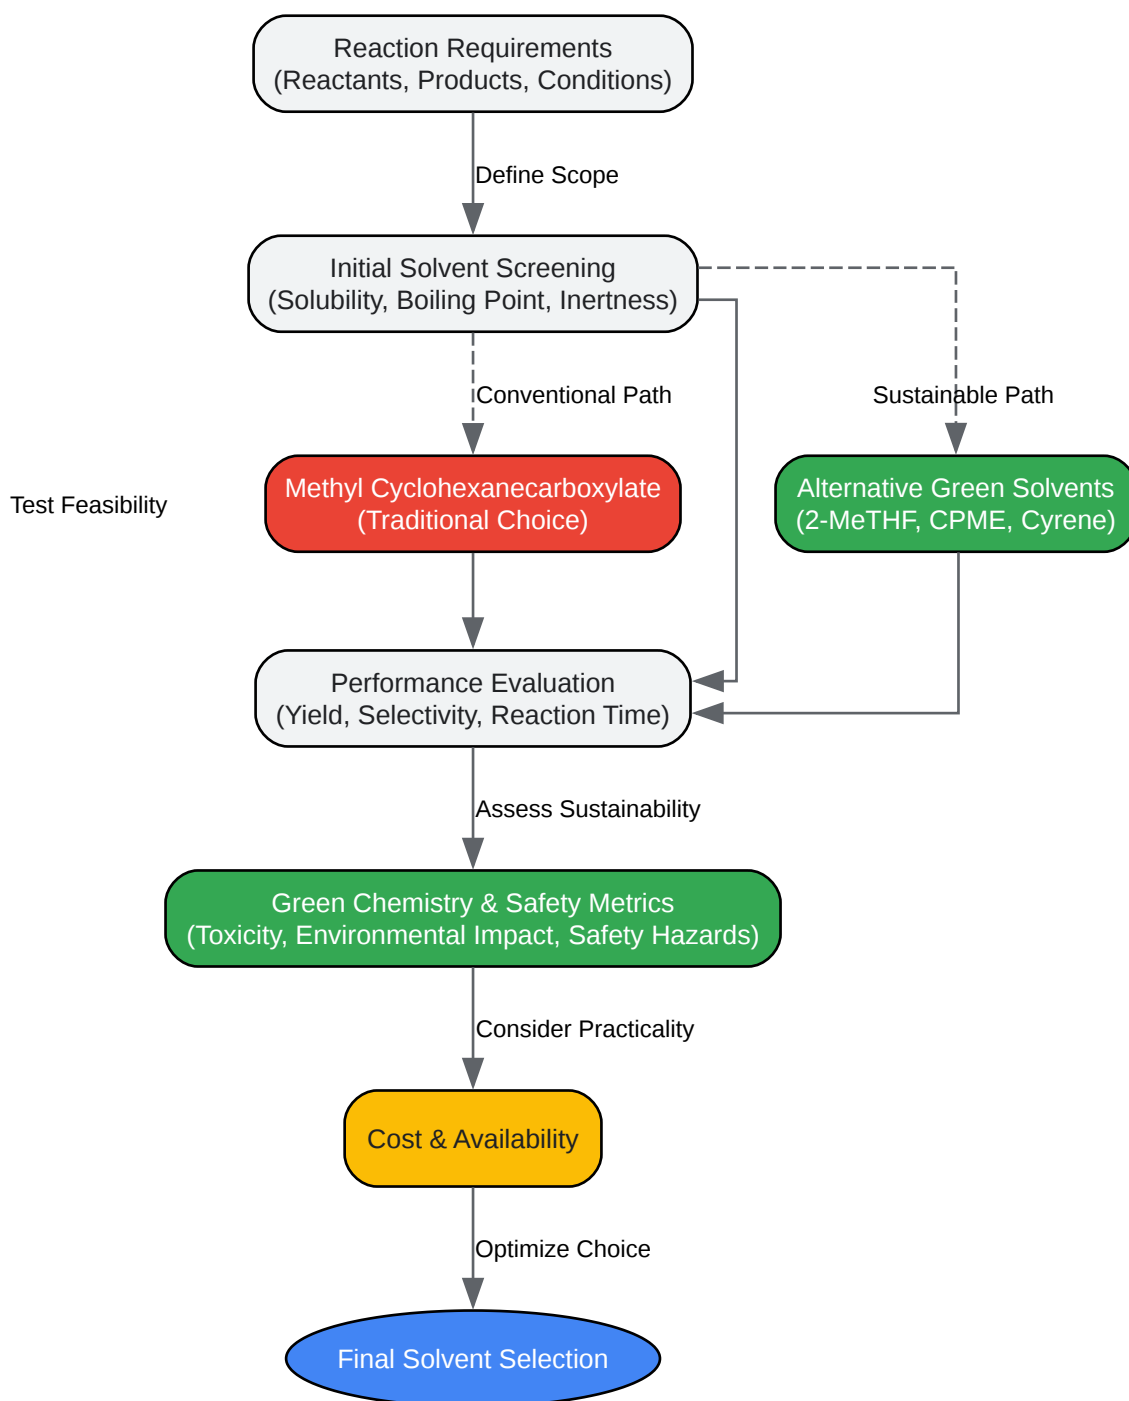 Reaction Requirements
(Reactants, Products, Conditions)
Define Scope
Initial Solvent Screening
(Solubility, Boiling Point, Inertness)
Conventional Path
Sustainable Path
Test Feasibility
Methyl Cyclohexanecarboxylate
(Traditional Choice)
Alternative Green Solvents
(2-MeTHF, CPME, Cyrene)
Performance Evaluation
(Yield, Selectivity, Reaction Time)
Assess Sustainability
Green Chemistry & Safety Metrics
(Toxicity, Environmental Impact, Safety Hazards)
Consider Practicality
Cost & Availability
Optimize Choice
Final Solvent Selection